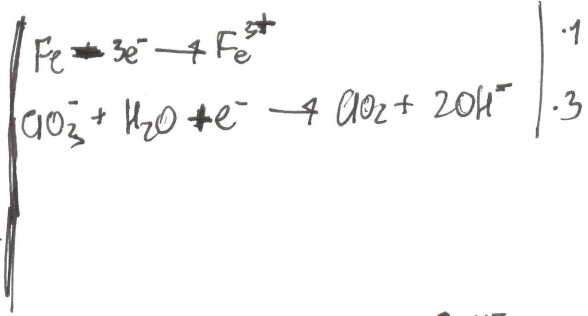 Fe - 3e⁻ → Fe³⁺ | ·1
ClO₃⁻ + H₂O + e⁻ → ClO₂ + 2OH⁻ | ·3